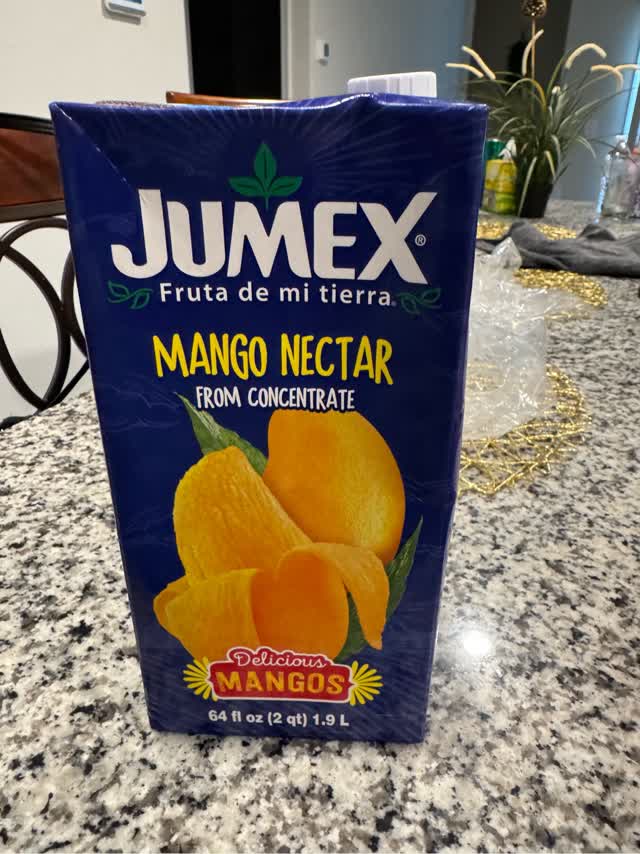 JUMEX®
Fruta de mi tierra®
MANGO NECTAR
FROM CONCENTRATE
Delicious
MANGOS
64 fl oz (2 qt) 1.9 L